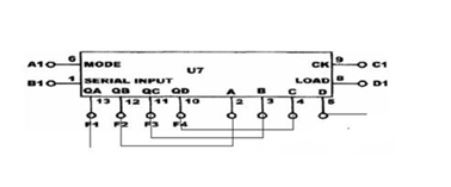 A1 6 MODE U7 CK 9 C1
B1 1 SERIAL INPUT LOAD 8 D1
QA QB QC QD A B C D
13 12 11 10 2 3 4 5
F1 F2 F3 F4